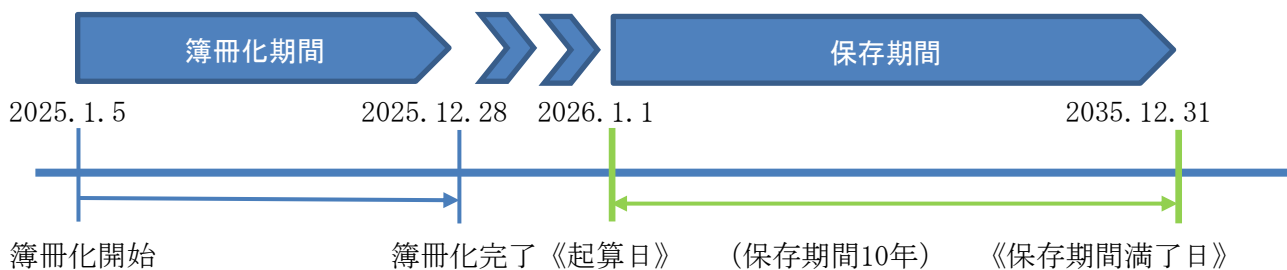 簿冊化期間
保存期間
2025.1.5
2025.12.28
2026.1.1
2035.12.31
簿冊化開始
簿冊化完了《起算日》
(保存期間10年)
《保存期間満了日》